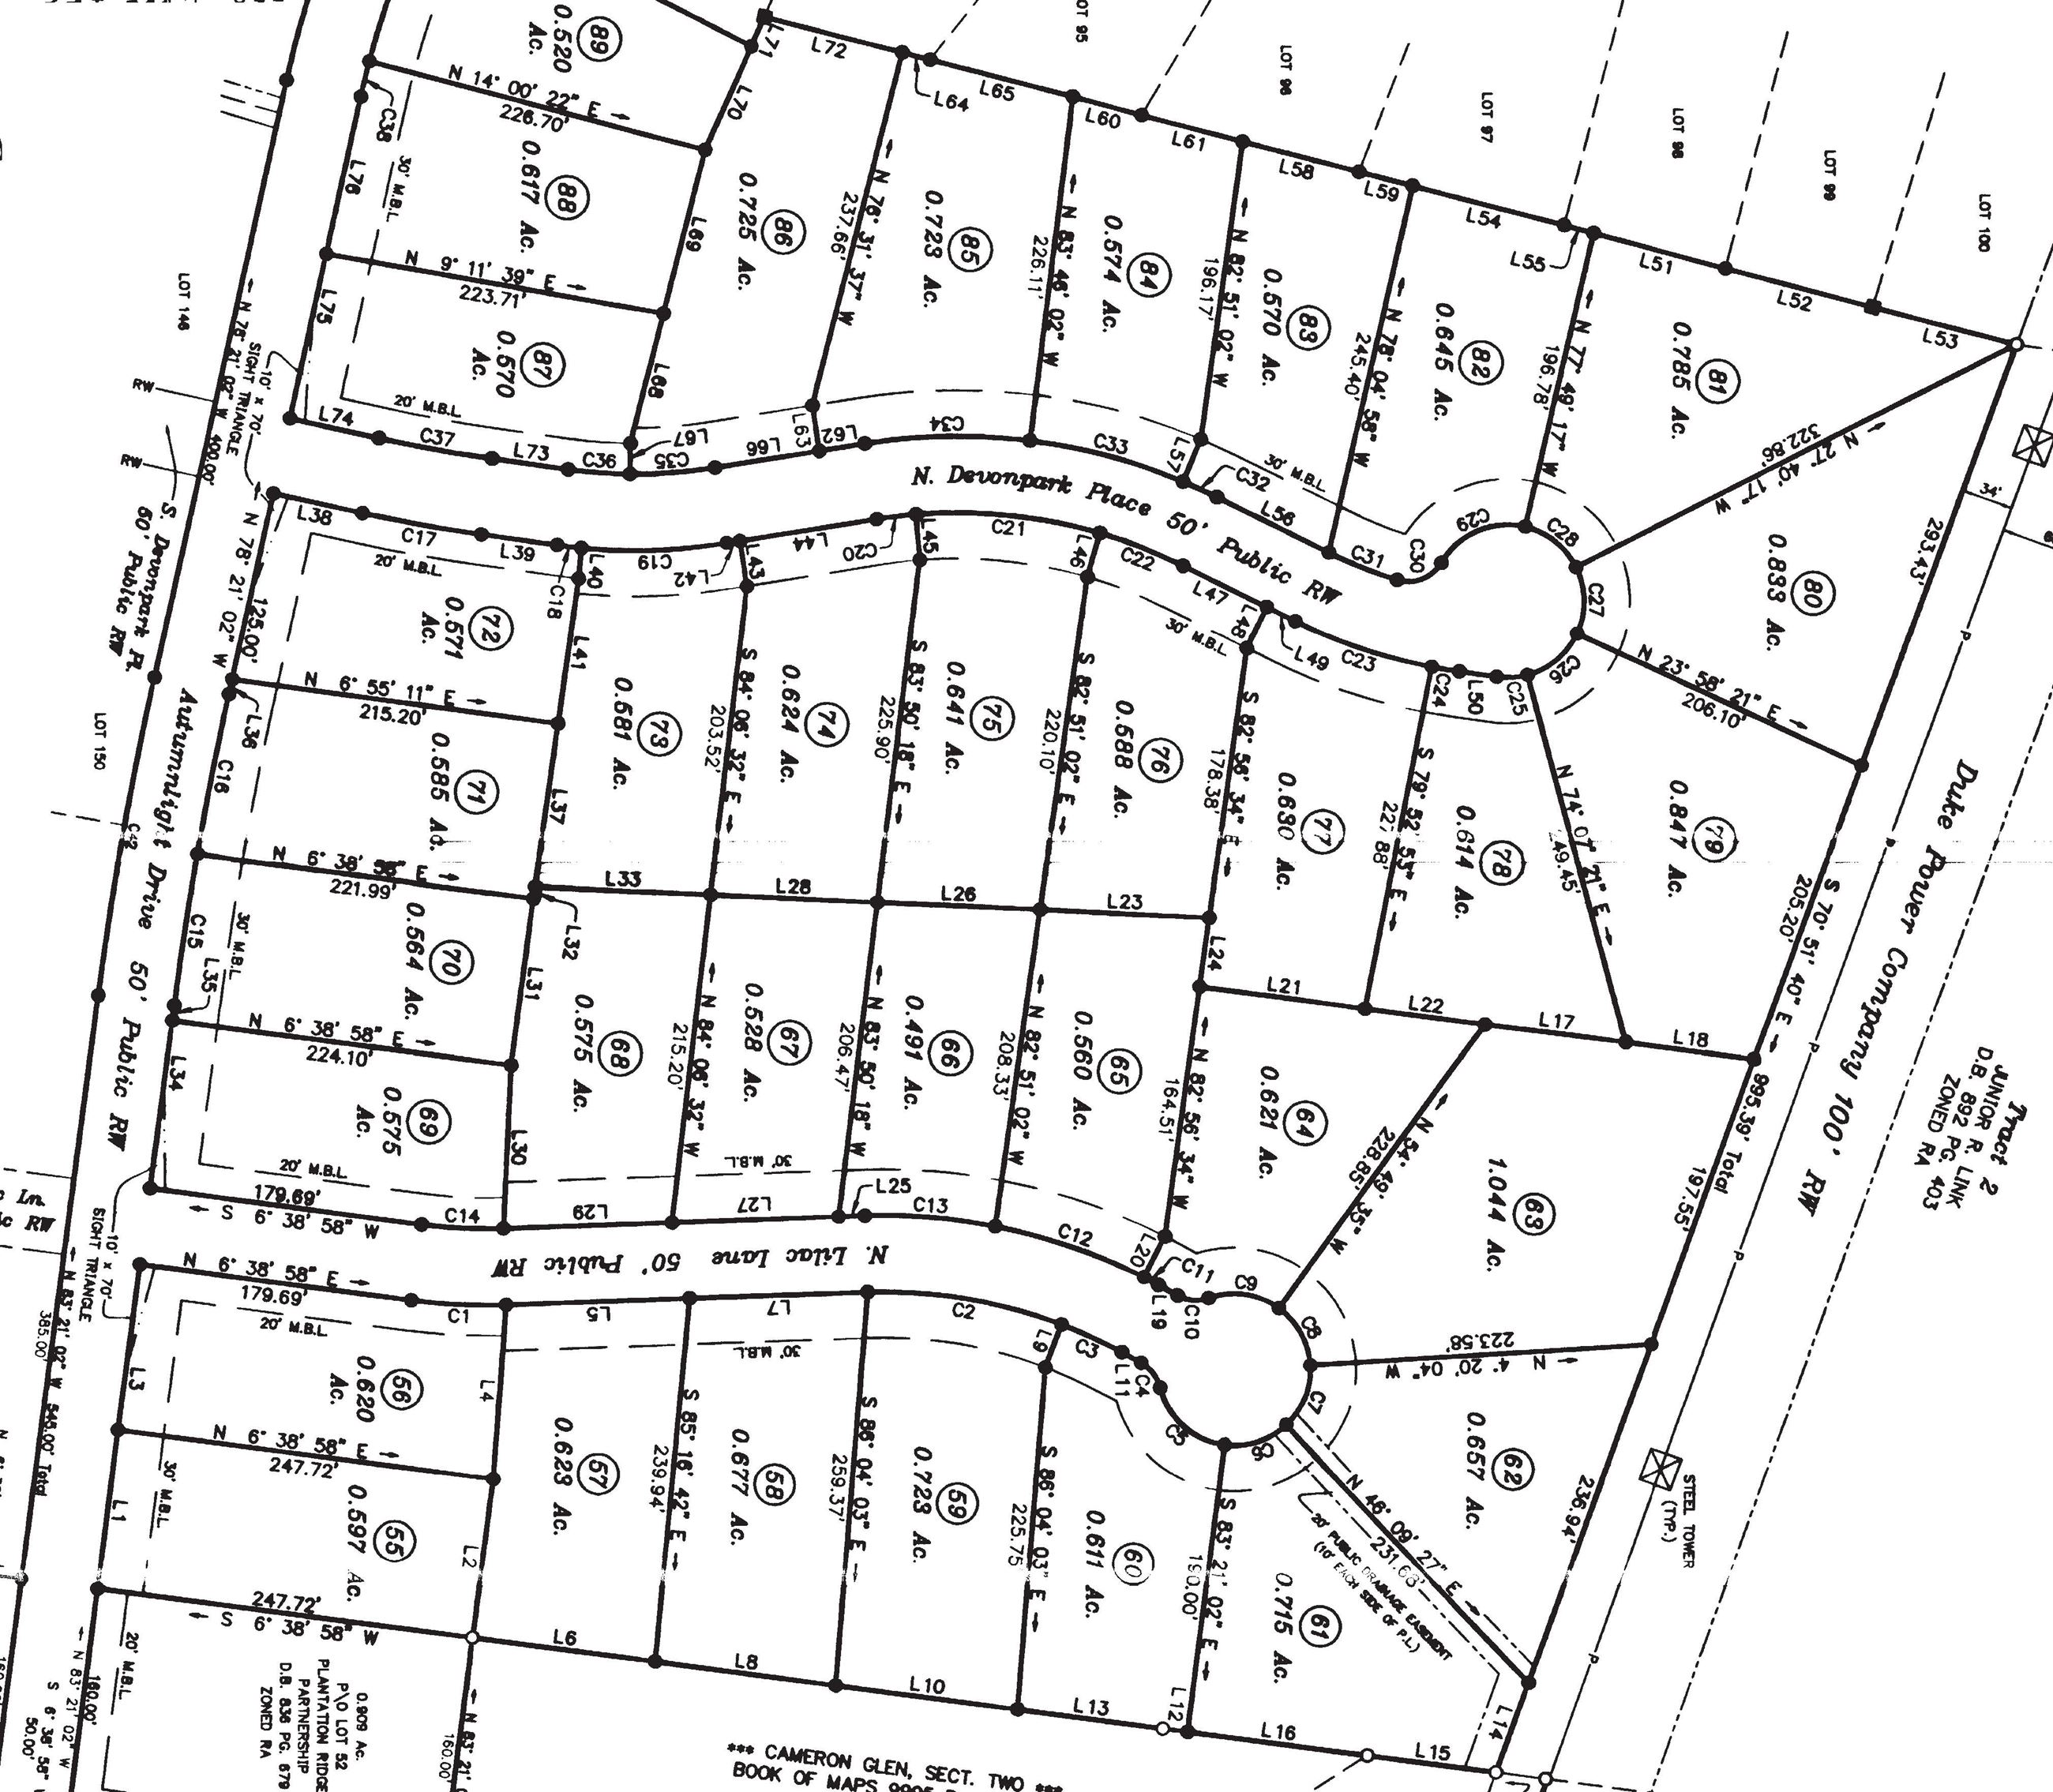 LOT 96
LOT 97
LOT 98
LOT 99
LOT 100
L71
L72
L64
L65
L60
L61
L58
L59
L54
L55
L51
L52
L53
89
0.520
Ac.
N 14° 00' 22" E
226.70'
C38
L70
30' M.B.L
L76
88
0.617 Ac.
L69
N 9° 11' 39" E
223.71'
L75
87
0.570
Ac.
L68
20' M.B.L
86
0.725 Ac.
N 76° 31' 37" W
237.66'
85
0.723 Ac.
N 83° 46' 02" W
226.11'
84
0.574 Ac.
N 82° 51' 02" W
196.17'
83
0.570 Ac.
N 78° 04' 58" W
245.40'
82
0.645 Ac.
N 77° 49' 17" W
196.78'
81
0.785 Ac.
N 27° 40' 17" W
322.86'
80
0.833 Ac.
293.43'
34'
N 23° 58' 21" E
206.10'
LOT 146
N 78° 21' 02" W 400.00'
10' x 70'
SIGHT TRIANGLE
RW
RW
L74
C37
L73
C36
L67
C35
L66
L63
L62
C34
C33
L57
C32
30' M.B.L
L56
C31
C30
C29
C28
C27
C26
C25
L50
C24
C23
L49
L48
L47
C22
L46
C21
L45
C20
L44
L43
L42
C19
L40
C18
L39
C17
L38
N. Devonpark Place 50' Public RW
S. Devonpark Pl.
50' Public RW
N 78° 21' 02" W
125.00'
20' M.B.L
30' M.B.L
72
0.571
Ac.
L41
N 6° 55' 11" E
215.20'
L36
C16
71
0.585 Ac.
L37
N 6° 38' 58" E
221.99'
73
0.581 Ac.
S 84° 06' 32" E
203.52'
74
0.624 Ac.
S 83° 50' 18" E
225.90'
75
0.641 Ac.
S 82° 51' 02" E
220.10'
76
0.588 Ac.
S 82° 56' 34" E
178.38'
77
0.630 Ac.
S 79° 52' 53" E
78
0.614 Ac.
N 74° 07' 21" E
79
0.847 Ac.
S 70° 51' 40" E
205.20'
995.39' Total
Duke Power Company 100' RW
Tract 2
JUNIOR R. LINK
D.B. 892 PG. 403
ZONED RA
LOT 150
C42
Autumnlight Drive 50' Public RW
L33
L28
L26
L23
L24
L21
L22
L17
L18
L32
C15
L35
30' M.B.L
70
0.564 Ac.
L31
N 6° 38' 58" E
224.10'
L34
69
0.575
Ac.
L30
20' M.B.L
68
0.575 Ac.
N 84° 06' 32" W
215.20'
67
0.528 Ac.
N 83° 50' 18" W
206.47'
66
0.491 Ac.
N 82° 51' 02" W
208.33'
65
0.560 Ac.
N 82° 56' 34" W
164.51'
64
0.621 Ac.
N 54° 49' 35" W
228.85'
63
1.044 Ac.
197.55'
N 4° 20' 04" W
223.58'
62
0.657 Ac.
236.94'
STEEL TOWER
(TYP.)
30' M.B.L
179.69'
S 6° 38' 58" W
C14
L29
L27
L25
C13
C12
L20
C11
L19
C10
C9
C8
C7
C6
C5
C4
L11
C3
L9
C2
L7
L5
C1
N. Lilac Lane 50' Public RW
10' x 70'
SIGHT TRIANGLE
N 6° 38' 58" E
179.69'
20' M.B.L
30' M.B.L
N 83° 21' 02" W 545.00' Total
385.00'
L3
56
0.620
Ac.
L4
N 6° 38' 58" E
247.72'
L1
30' M.B.L
55
0.597 Ac.
L2
247.72'
S 6° 38' 58" W
57
0.623 Ac.
S 85° 16' 42" E
239.94'
58
0.677 Ac.
S 86° 04' 03" E
259.37'
59
0.723 Ac.
S 86° 04' 03" E
225.75
60
0.611 Ac.
S 83° 21' 02" E
190.00'
61
0.715 Ac.
N 46° 09' 27" E
231.68'
20' PUBLIC DRAINAGE EASEMENT
(10' EACH SIDE OF P.L.)
L6
L8
L10
L13
L12
L16
L15
L14
20' M.B.L
N 83° 21' 02" W
160.00'
S 6° 38' 58" W
50.00'
0.909 Ac.
P\O LOT 52
PLANTATION RIDGE
PARTNERSHIP
D.B. 836 PG. 679
ZONED RA
N 83° 21'
160.00'
*** CAMERON GLEN, SECT. TWO ***
BOOK OF MAPS